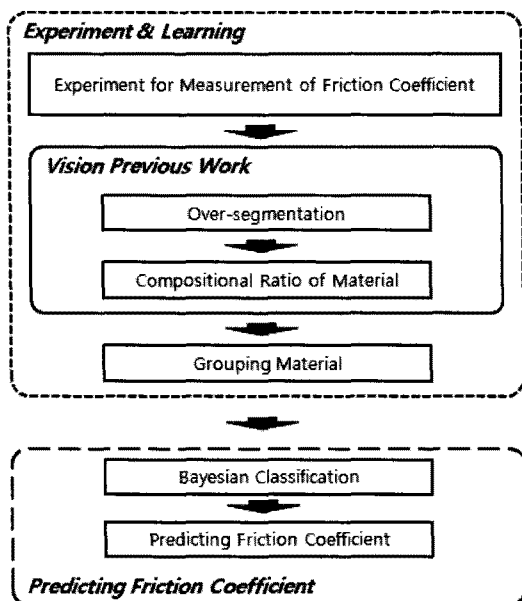 Experiment & Learning
Experiment for Measurement of Friction Coefficient
Vision Previous Work
Over-segmentation
Compositional Ratio of Material
Grouping Material
Bayesian Classification
Predicting Friction Coefficient
Predicting Friction Coefficient